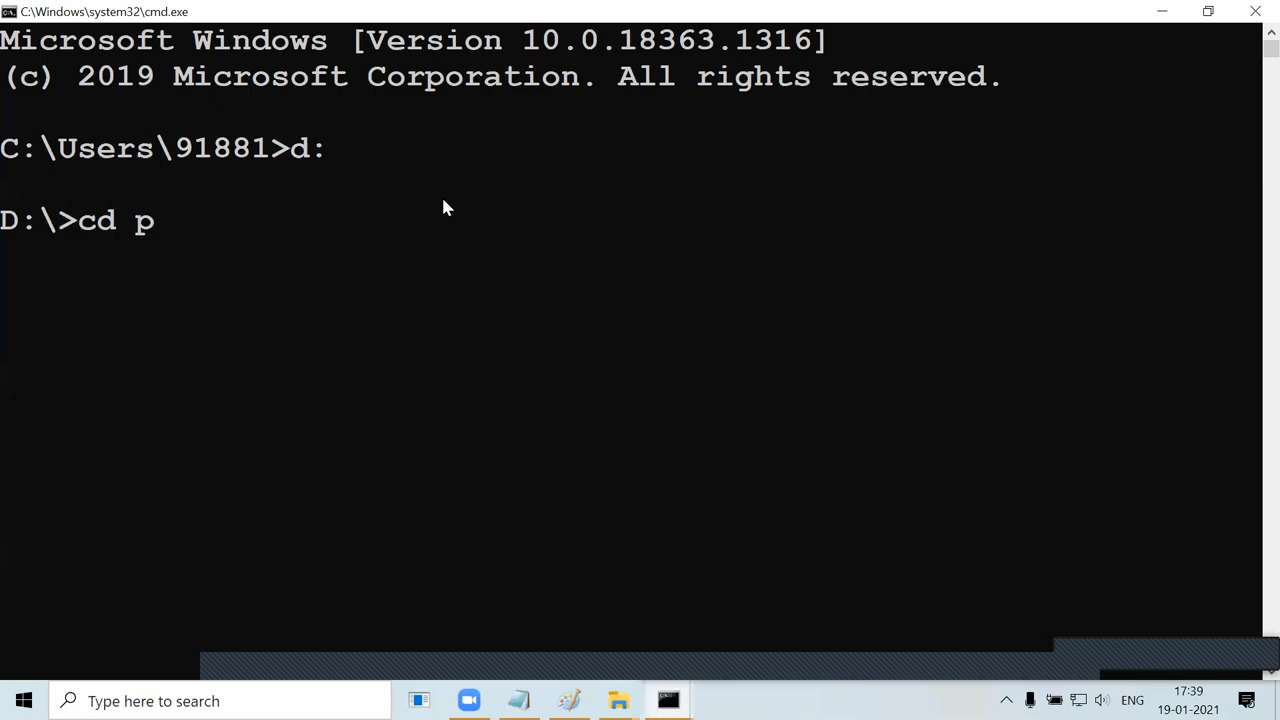 C:\Windows\system32\cmd.exe
Microsoft Windows [Version 10.0.18363.1316]
(c) 2019 Microsoft Corporation. All rights reserved.
C:\Users\91881>d:
D:\>cd p
Type here to search
ENG
17:39
19-01-2021